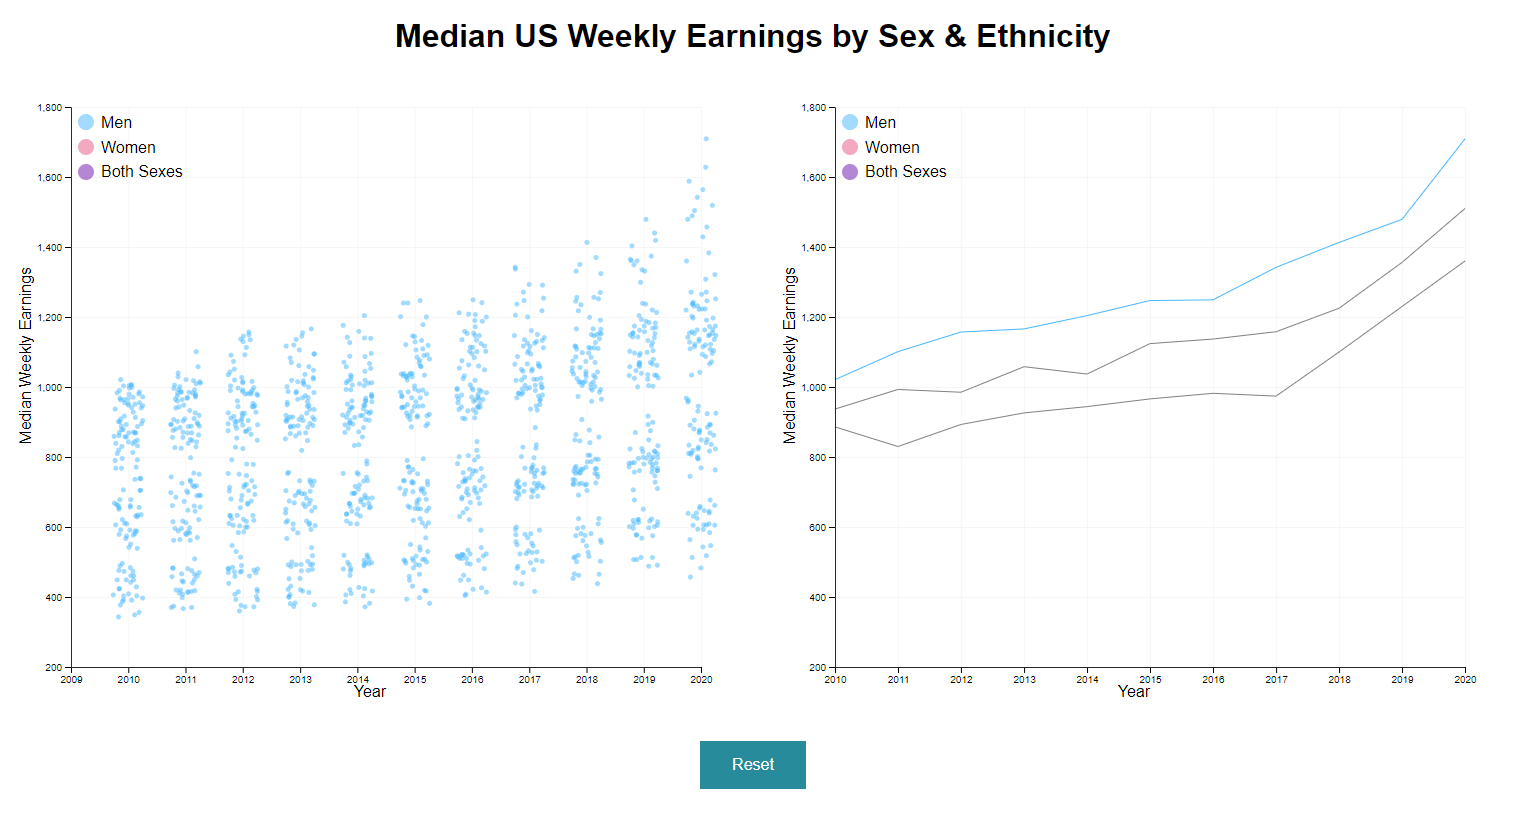 Median US Weekly Earnings by Sex & Ethnicity
Men
Women
Both Sexes
1,800
1,600
1,400
1,200
1,000
800
600
400
200
Median Weekly Earnings
2009 2010 2011 2012 2013 2014 2015 2016 2017 2018 2019 2020
Year
Men
Women
Both Sexes
1,800
1,600
1,400
1,200
1,000
800
600
400
200
Median Weekly Earnings
2010 2011 2012 2013 2014 2015 2016 2017 2018 2019 2020
Year
Reset